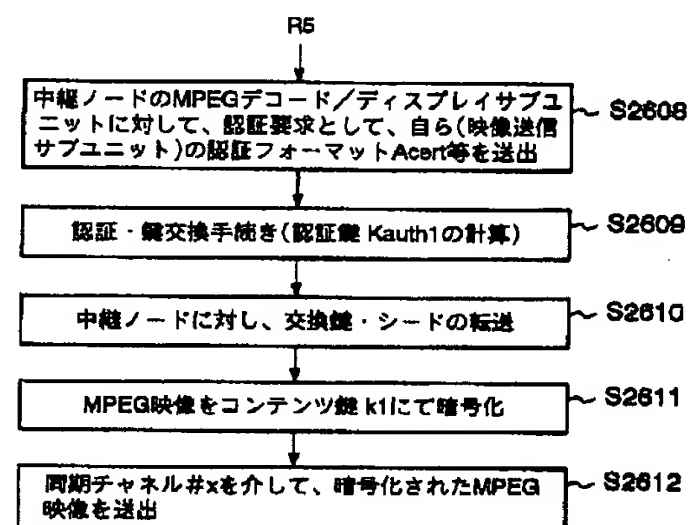 R5
中継ノードのMPEGデコード／ディスプレイサブユ
ニットに対して、認証要求として、自ら(映像送信
サブユニット)の認証フォーマットAcert等を送出
S2608
認証・鍵交換手続き(認証鍵 Kauth1の計算)
S2609
中継ノードに対し、交換鍵・シードの転送
S2610
MPEG映像をコンテンツ鍵 k1にて暗号化
S2611
同期チャネル#xを介して、暗号化されたMPEG
映像を送出
S2612